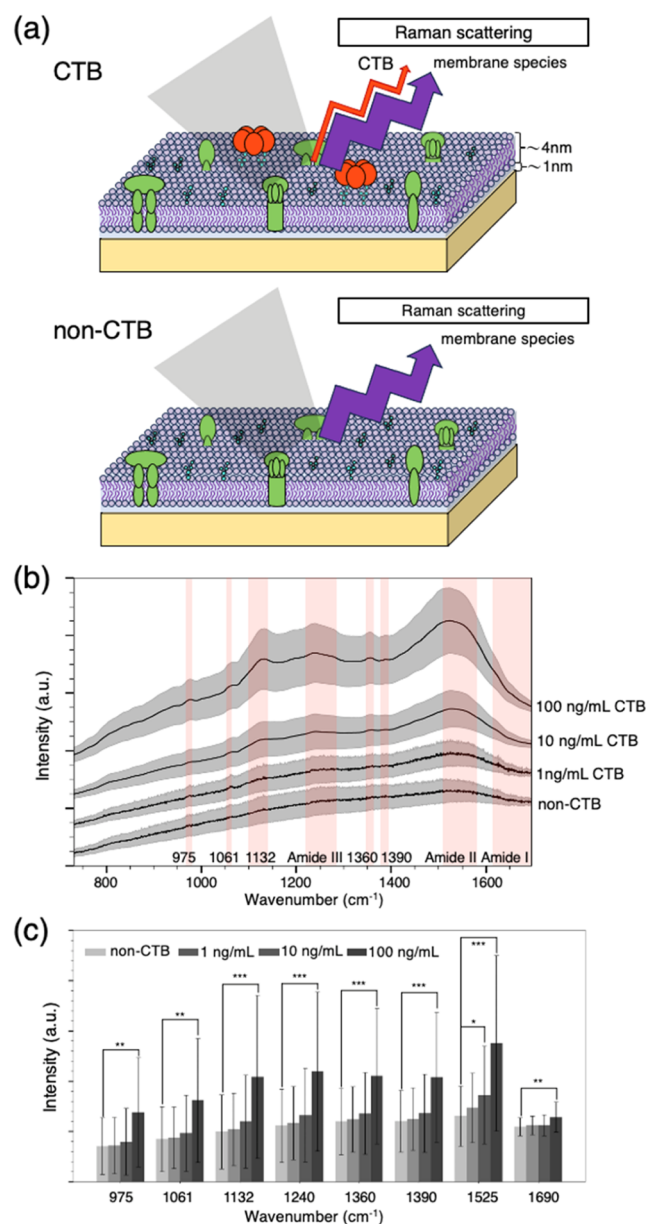 (a)
Raman scattering
CTB
CTB
membrane species
~4nm
~1nm
Raman scattering
non-CTB
membrane species
(b)
Intensity (a.u.)
100 ng/mL CTB
10 ng/mL CTB
1ng/mL CTB
non-CTB
975 1061 1132 Amide III 1360 1390 Amide II Amide I
800 1000 1200 1400 1600
Wavenumber (cm⁻¹)
(c)
Intensity (a.u.)
non-CTB 1 ng/mL 10 ng/mL 100 ng/mL
** ** *** *** *** *** *** * **
975 1061 1132 1240 1360 1390 1525 1690
Wavenumber (cm⁻¹)